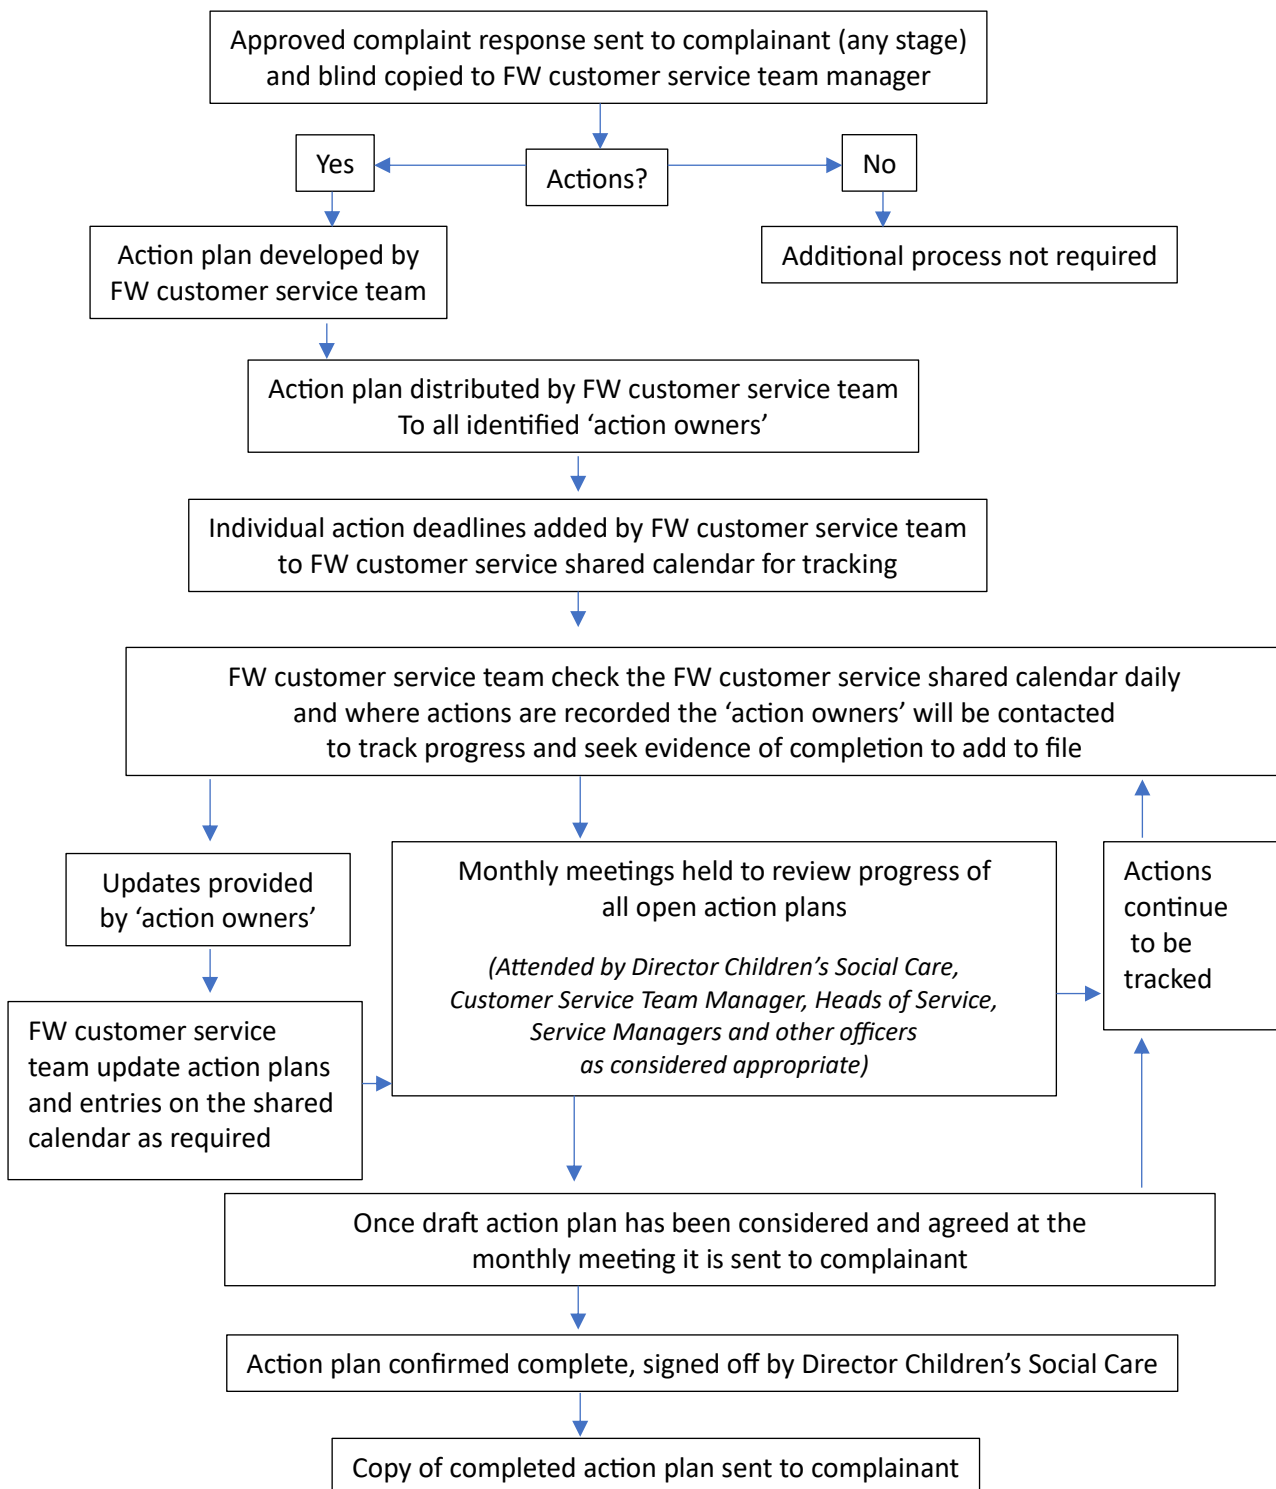 Approved complaint response sent to complainant (any stage)
and blind copied to FW customer service team manager
Yes
Actions?
No
Action plan developed by
FW customer service team
Additional process not required
Action plan distributed by FW customer service team
To all identified ‘action owners’
Individual action deadlines added by FW customer service team
to FW customer service shared calendar for tracking
FW customer service team check the FW customer service shared calendar daily
and where actions are recorded the ‘action owners’ will be contacted
to track progress and seek evidence of completion to add to file
Updates provided
by ‘action owners’
Monthly meetings held to review progress of
all open action plans
(Attended by Director Children’s Social Care,
Customer Service Team Manager, Heads of Service,
Service Managers and other officers
as considered appropriate)
Actions
continue
to be
tracked
FW customer service
team update action plans
and entries on the shared
calendar as required
Once draft action plan has been considered and agreed at the
monthly meeting it is sent to complainant
Action plan confirmed complete, signed off by Director Children’s Social Care
Copy of completed action plan sent to complainant